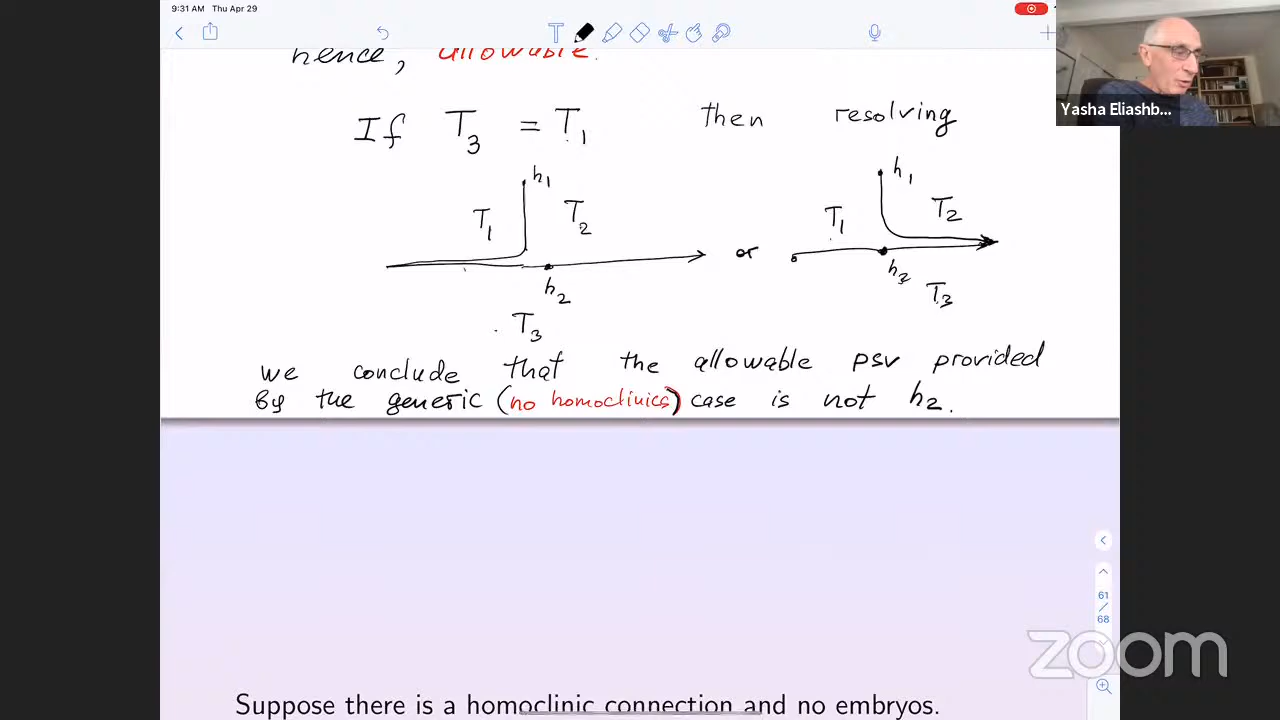 9:31 AM Thu Apr 29
hence, allowable.
If T3 = T1 then resolving
h1 h1
T1 T2 T1 T2
or
h2 h2
T3 T3
we conclude that the allowable psv provided
by the generic (no homoclinics) case is not h2.
Yasha Eliashb...
61
/
68
zoom
Suppose there is a homoclinic connection and no embryos.